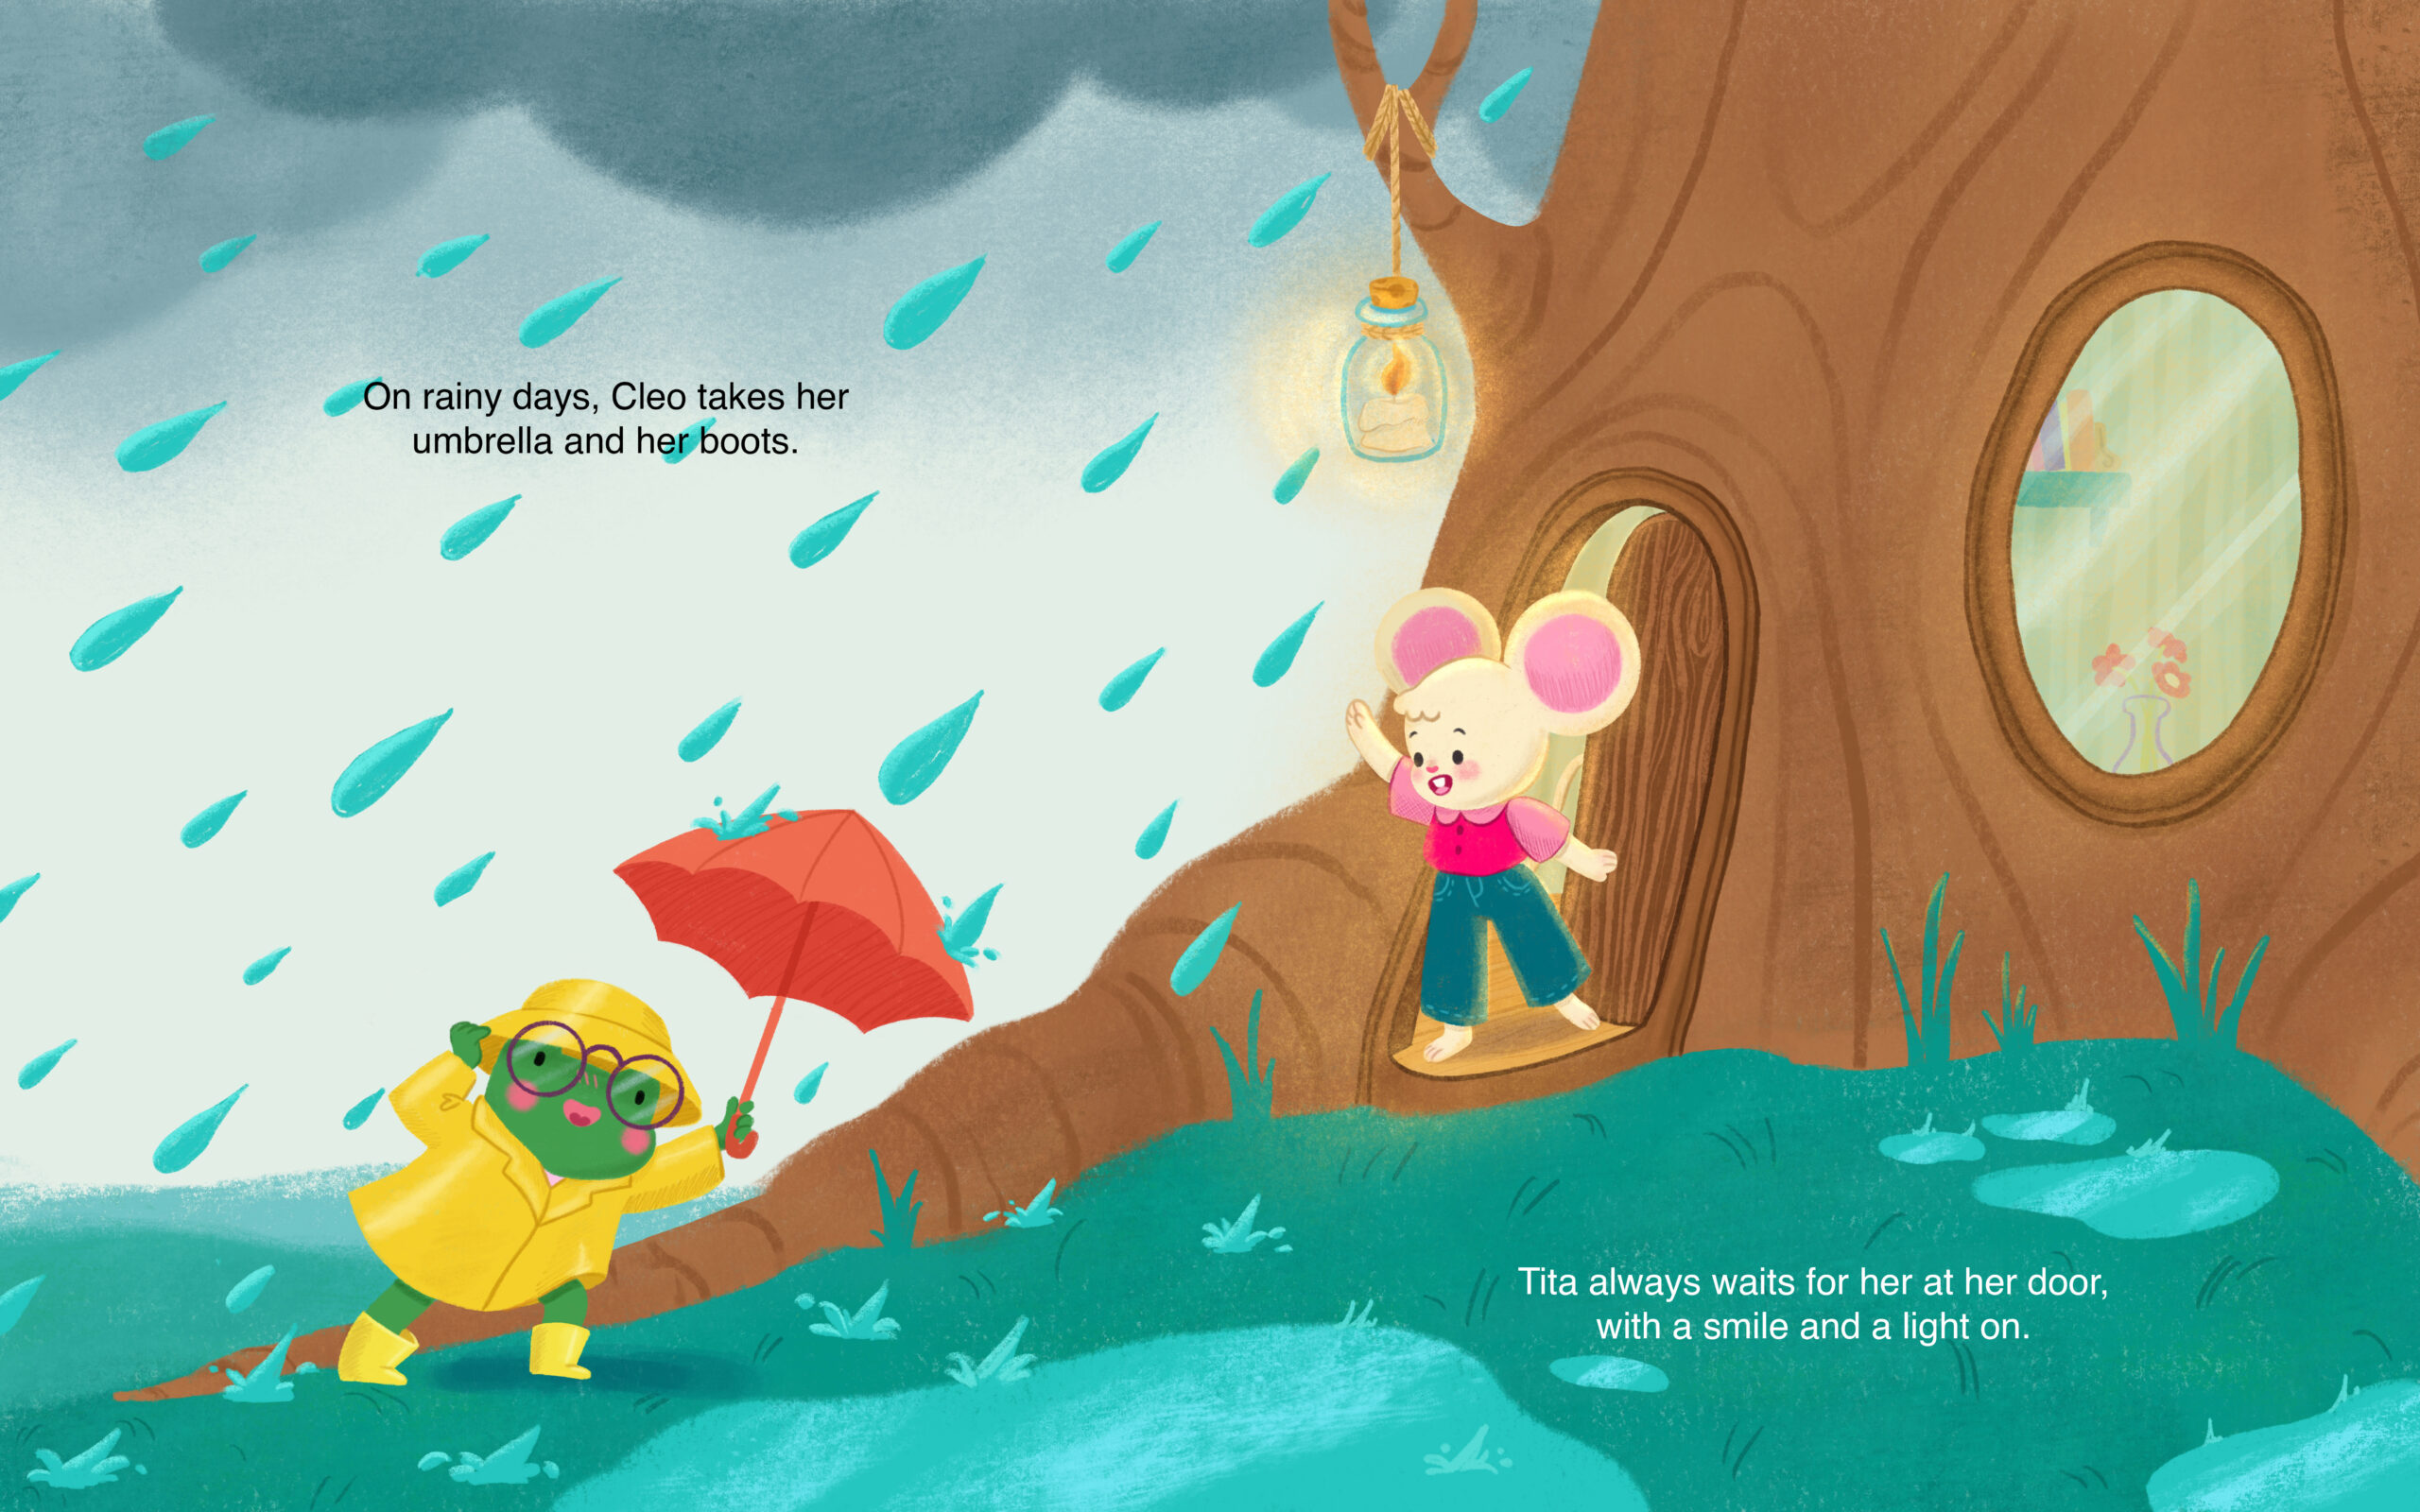 On rainy days, Cleo takes her
umbrella and her boots.
Tita always waits for her at her door,
with a smile and a light on.